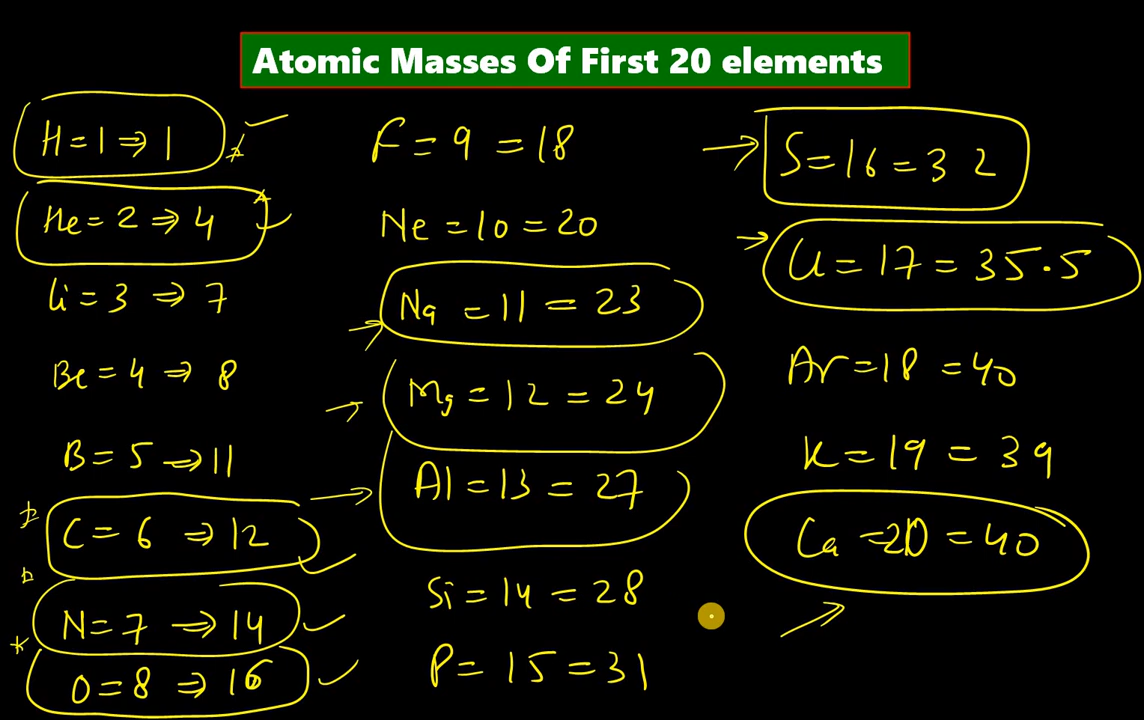 Atomic Masses Of First 20 elements
H = 1 ⇒ 1
He = 2 ⇒ 4
Li = 3 ⇒ 7
Be = 4 ⇒ 8
B = 5 → 11
C = 6 ⇒ 12
N = 7 ⇒ 14
O = 8 ⇒ 16
F = 9 = 18
Ne = 10 = 20
Na = 11 = 23
Mg = 12 = 24
Al = 13 = 27
Si = 14 = 28
P = 15 = 31
S = 16 = 32
Cl = 17 = 35.5
Ar = 18 = 40
K = 19 = 39
Ca = 20 = 40